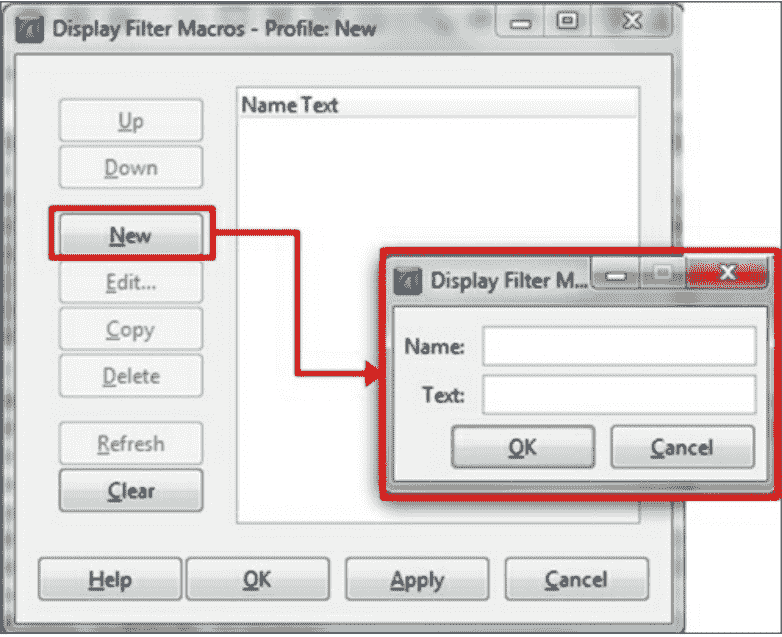 Display Filter Macros - Profile: New
Name Text
Up
Down
New
Edit...
Copy
Delete
Refresh
Clear
Display Filter M...
Name:
Text:
OK Cancel
Help OK Apply Cancel